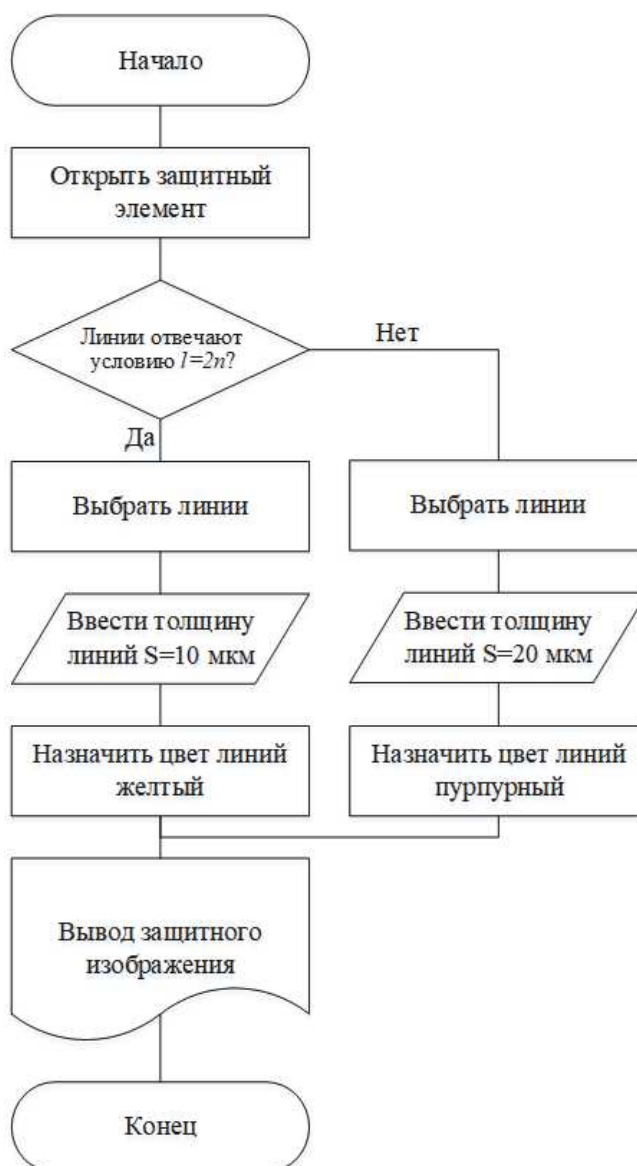 Начало
Открыть защитный
элемент
Линии отвечают
условию l=2n?
Нет
Да
Выбрать линии
Выбрать линии
Ввести толщину
линий S=10 мкм
Ввести толщину
линий S=20 мкм
Назначить цвет линий
желтый
Назначить цвет линий
пурпурный
Вывод защитного
изображения
Конец